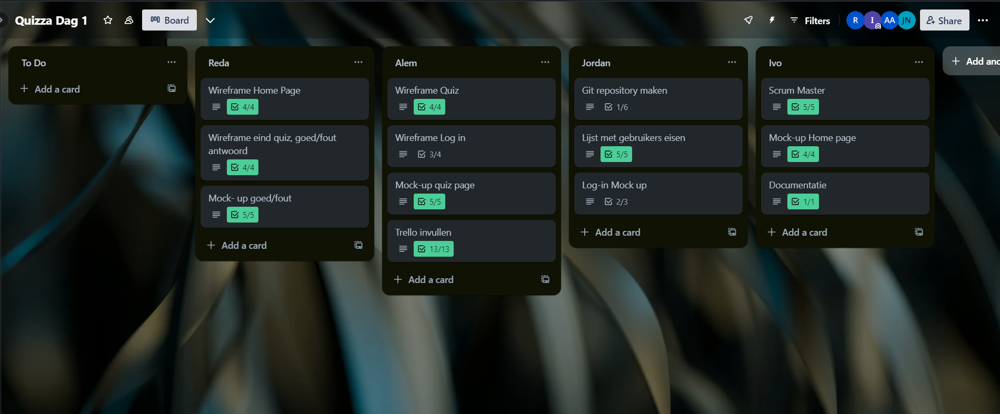 Quizza Dag 1
Board
Filters
R
I
AA
JN
Share
To Do
Add a card
Reda
Wireframe Home Page
4/4
Wireframe eind quiz, goed/fout
antwoord
4/4
Mock- up goed/fout
5/5
Add a card
Alem
Wireframe Quiz
4/4
Wireframe Log in
3/4
Mock-up quiz page
5/5
Trello invullen
13/13
Add a card
Jordan
Git repository maken
1/6
Lijst met gebruikers eisen
5/5
Log-in Mock up
2/3
Add a card
Ivo
Scrum Master
5/5
Mock-up Home page
4/4
Documentatie
1/1
Add a card
Add